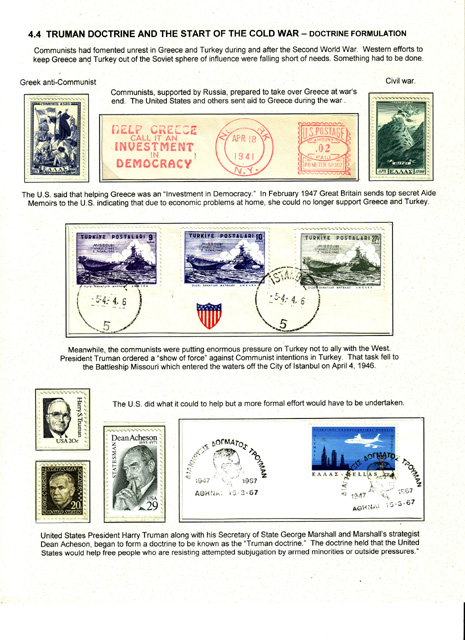 4.4 TRUMAN DOCTRINE AND THE START OF THE COLD WAR – DOCTRINE FORMULATION
Communists had fomented unrest in Greece and Turkey during and after the Second World War. Western efforts to
keep Greece and Turkey out of the Soviet sphere of influence were falling short of needs. Something had to be done.
Greek anti-Communist
Civil war.
Communists, supported by Russia, prepared to take over Greece at war's
end. The United States and others sent aid to Greece during the war.
HELP GREECE
CALL IT AN
INVESTMENT
IN
DEMOCRACY
APR 18
1941
N.Y.
U.S. POSTAGE
.02
ΕΛΛΑΣ
The U.S. said that helping Greece was an "Investment in Democracy." In February 1947 Great Britain sends top secret Aide
Memoirs to the U.S. indicating that due to economic problems at home, she could no longer support Greece and Turkey.
TÜRKİYE POSTALARI 9
TÜRKİYE POSTALARI 10
TÜRKİYE POSTALARI
MISSOURI
MISSOURI
MISSOURI
-5-4- 4. 6
5
İSTANBUL
-5-4- 4. 6
5
Meanwhile, the communists were putting enormous pressure on Turkey not to ally with the West.
President Truman ordered a "show of force" against Communist intentions in Turkey. That task fell to
the Battleship Missouri which entered the waters off the City of Istanbul on April 4, 1946.
The U.S. did what it could to help but a more formal effort would have to be undertaken.
Harry S. Truman
USA 20c
20
Dean Acheson
STATESMAN
USA
29
ΔΙΑΚΗΡΥΞΙΣ ΔΟΓΜΑΤΟΣ ΤΡΟΥΜΑΝ
1947 1967
ΑΘΗΝΑΙ 15-3-67
ΕΛΛΑΣ HELLAS
ΔΟΓΜΑΤΟΣ ΤΡΟΥΜΑΝ
1947 1967
ΑΘΗΝΑΙ 15-3-67
United States President Harry Truman along with his Secretary of State George Marshall and Marshall's strategist
Dean Acheson, began to form a doctrine to be known as the "Truman doctrine." The doctrine held that the United
States would help free people who are resisting attempted subjugation by armed minorities or outside pressures."